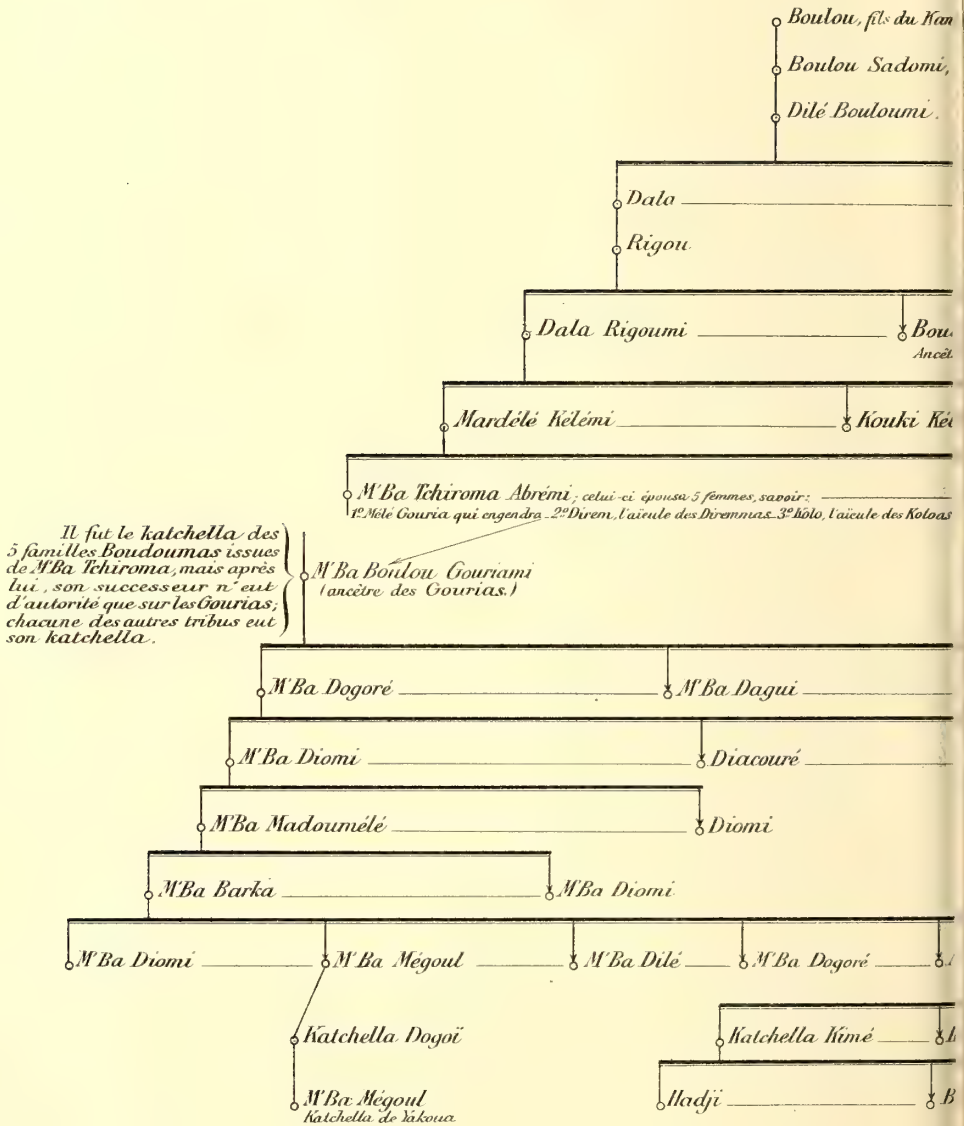 Boulou, fils du Kan
Boulou Sadomi,
Dilé Bouloumi.
Dala
Rigou
Dala Rigoumi
Bou
Ancêt
Mardélé Kélémi
Kouki Ké
M'Ba Tchiroma Abrémi; celui-ci épousa 5 femmes, savoir:
1º Mélé Gouria qui engendra 2º Direm, l'aïeule des Diremmas 3º Kolo, l'aïeule des Koloas
Il fut le katchella des
5 familles Boudoumas issues
de M'Ba Tchiroma, mais après
lui, son successeur n'eut
d'autorité que sur les Gourias;
chacune des autres tribus eut
son katchella.
M'Ba Boulou Gouriami
(ancêtre des Gourias.)
M'Ba Dogoré
M'Ba Dagui
M'Ba Diomi
Diacouré
M'Ba Madoumélé
Diomi
M'Ba Barka
M'Ba Diomi
M'Ba Diomi
M'Ba Mégoul
M'Ba Dilé
M'Ba Dogoré
Katchella Dogoï
Katchella Kimé
M'Ba Mégoul
Katchella de Yakoua
Hadji
B